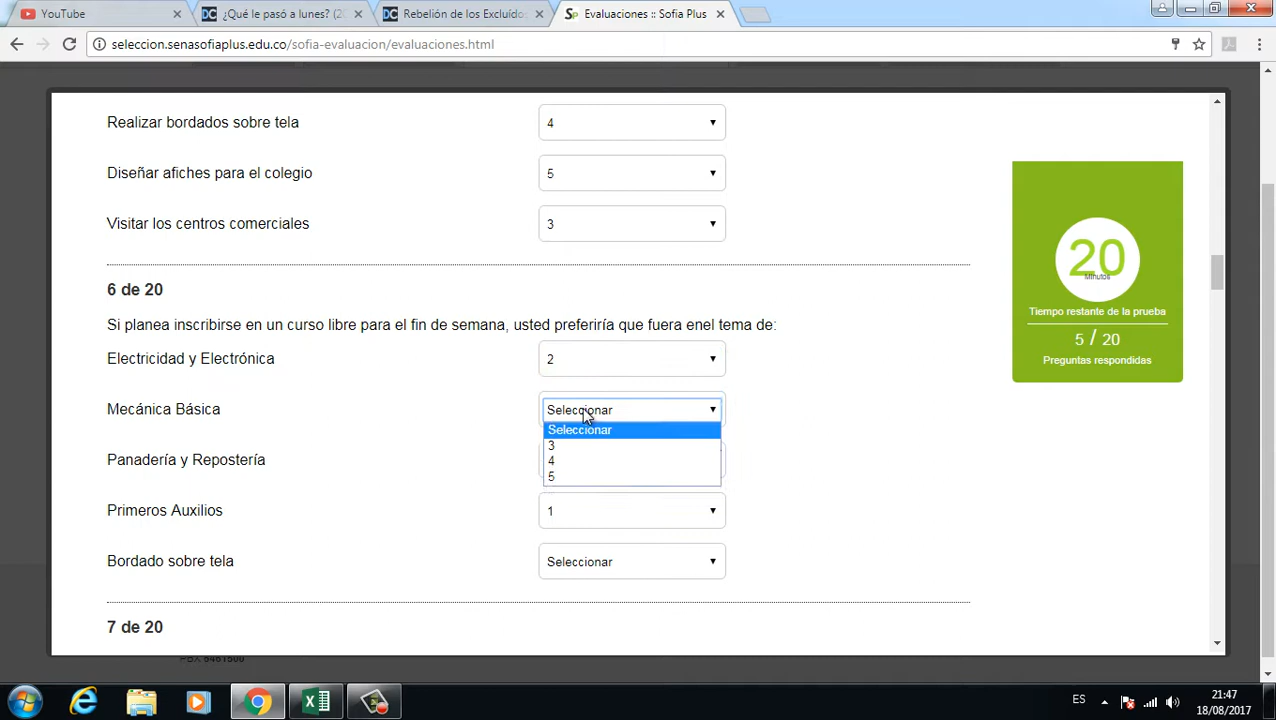 YouTube
¿Qué le pasó a lunes? (20
Rebelión de los Excluído
Evaluaciones :: Sofia Plus
seleccion.senasofiaplus.edu.co/sofia-evaluacion/evaluaciones.html
Realizar bordados sobre tela
4
Diseñar afiches para el colegio
5
Visitar los centros comerciales
3
6 de 20
Si planea inscribirse en un curso libre para el fin de semana, usted preferiría que fuera enel tema de:
Electricidad y Electrónica
2
Mecánica Básica
Seleccionar
Seleccionar
3
4
5
Panadería y Repostería
Primeros Auxilios
1
Bordado sobre tela
Seleccionar
7 de 20
20
Minutos
Tiempo restante de la prueba
5 / 20
Preguntas respondidas
ES
21:47
18/08/2017